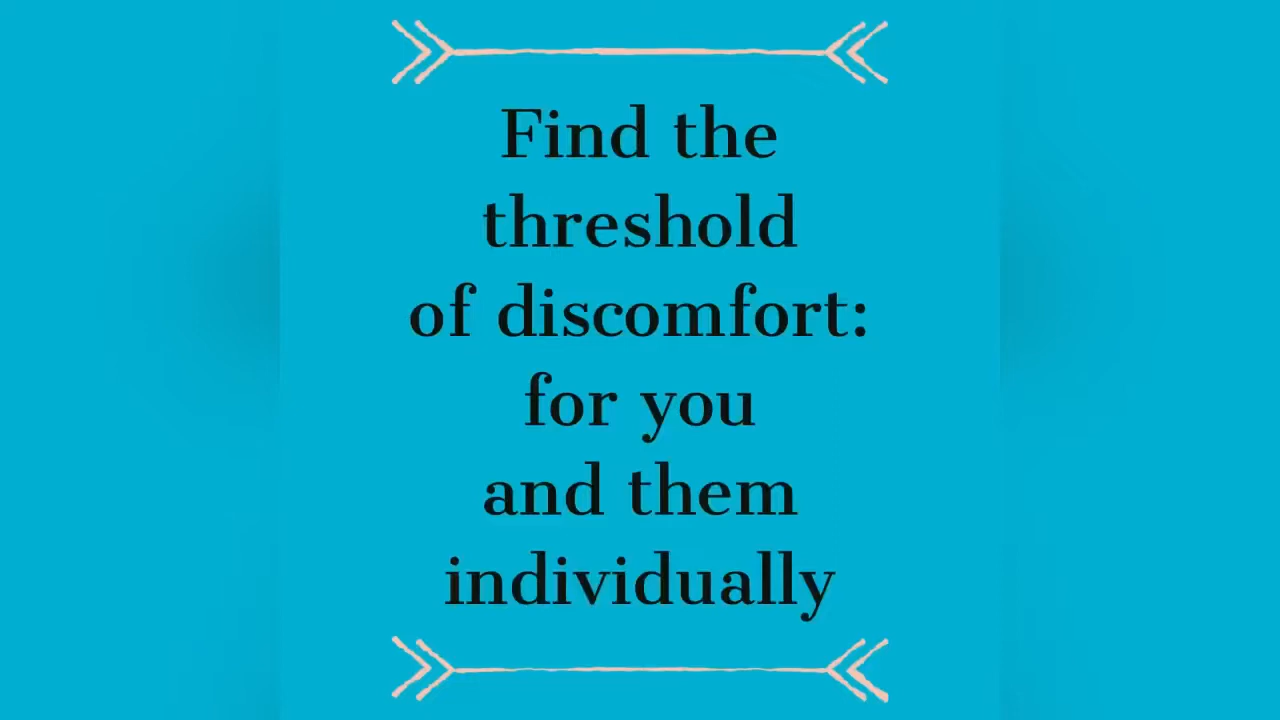 Find the
threshold
of discomfort:
for you
and them
individually